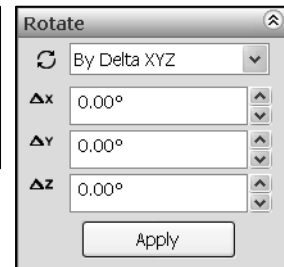 Rotate
By Delta XYZ
ΔX 0.00°
ΔY 0.00°
ΔZ 0.00°
Apply